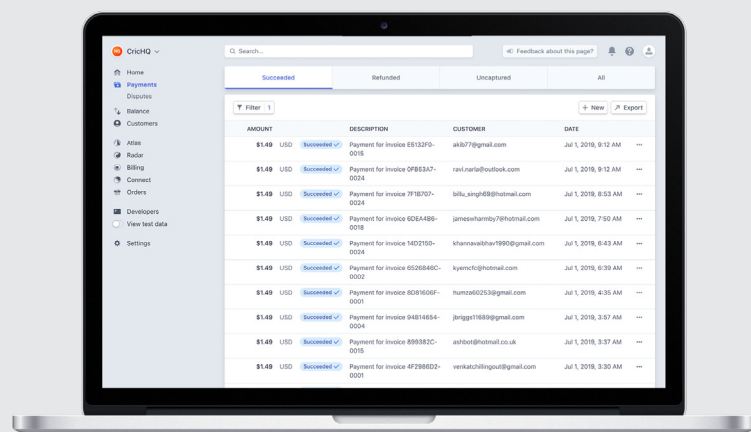 CricHQ
Search...
Feedback about this page?
Home
Payments
Disputes
Balance
Customers
Atlas
Radar
Billing
Connect
Orders
Developers
View test data
Settings
Succeeded Refunded Uncaptured All
Filter 1
+ New Export
AMOUNT DESCRIPTION CUSTOMER DATE
$1.49 USD Succeeded Payment for invoice E5132F0- akib77@gmail.com Jul 1, 2019, 9:12 AM
0015
$1.49 USD Succeeded Payment for invoice 0FB53A7- ravi.narla@outlook.com Jul 1, 2019, 9:12 AM
0024
$1.49 USD Succeeded Payment for invoice 7F1B707- billu_singh69@hotmail.com Jul 1, 2019, 8:53 AM
0024
$1.49 USD Succeeded Payment for invoice 6DEA4B6- jameswharmby7@hotmail.com Jul 1, 2019, 7:50 AM
0018
$1.49 USD Succeeded Payment for invoice 14D2150- khannavaibhav1990@gmail.com Jul 1, 2019, 6:43 AM
0024
$1.49 USD Succeeded Payment for invoice 6526846C- kyemcfc@hotmail.com Jul 1, 2019, 6:39 AM
0002
$1.49 USD Succeeded Payment for invoice 8D81606F- humza60253@gmail.com Jul 1, 2019, 4:35 AM
0001
$1.49 USD Succeeded Payment for invoice 94B14654- jbriggs11689@gmail.com Jul 1, 2019, 3:57 AM
0004
$1.49 USD Succeeded Payment for invoice 899382C- ashbot@hotmail.co.uk Jul 1, 2019, 3:37 AM
0015
$1.49 USD Succeeded Payment for invoice 4F2986D2- venkatchillingout@gmail.com Jul 1, 2019, 3:30 AM
0001